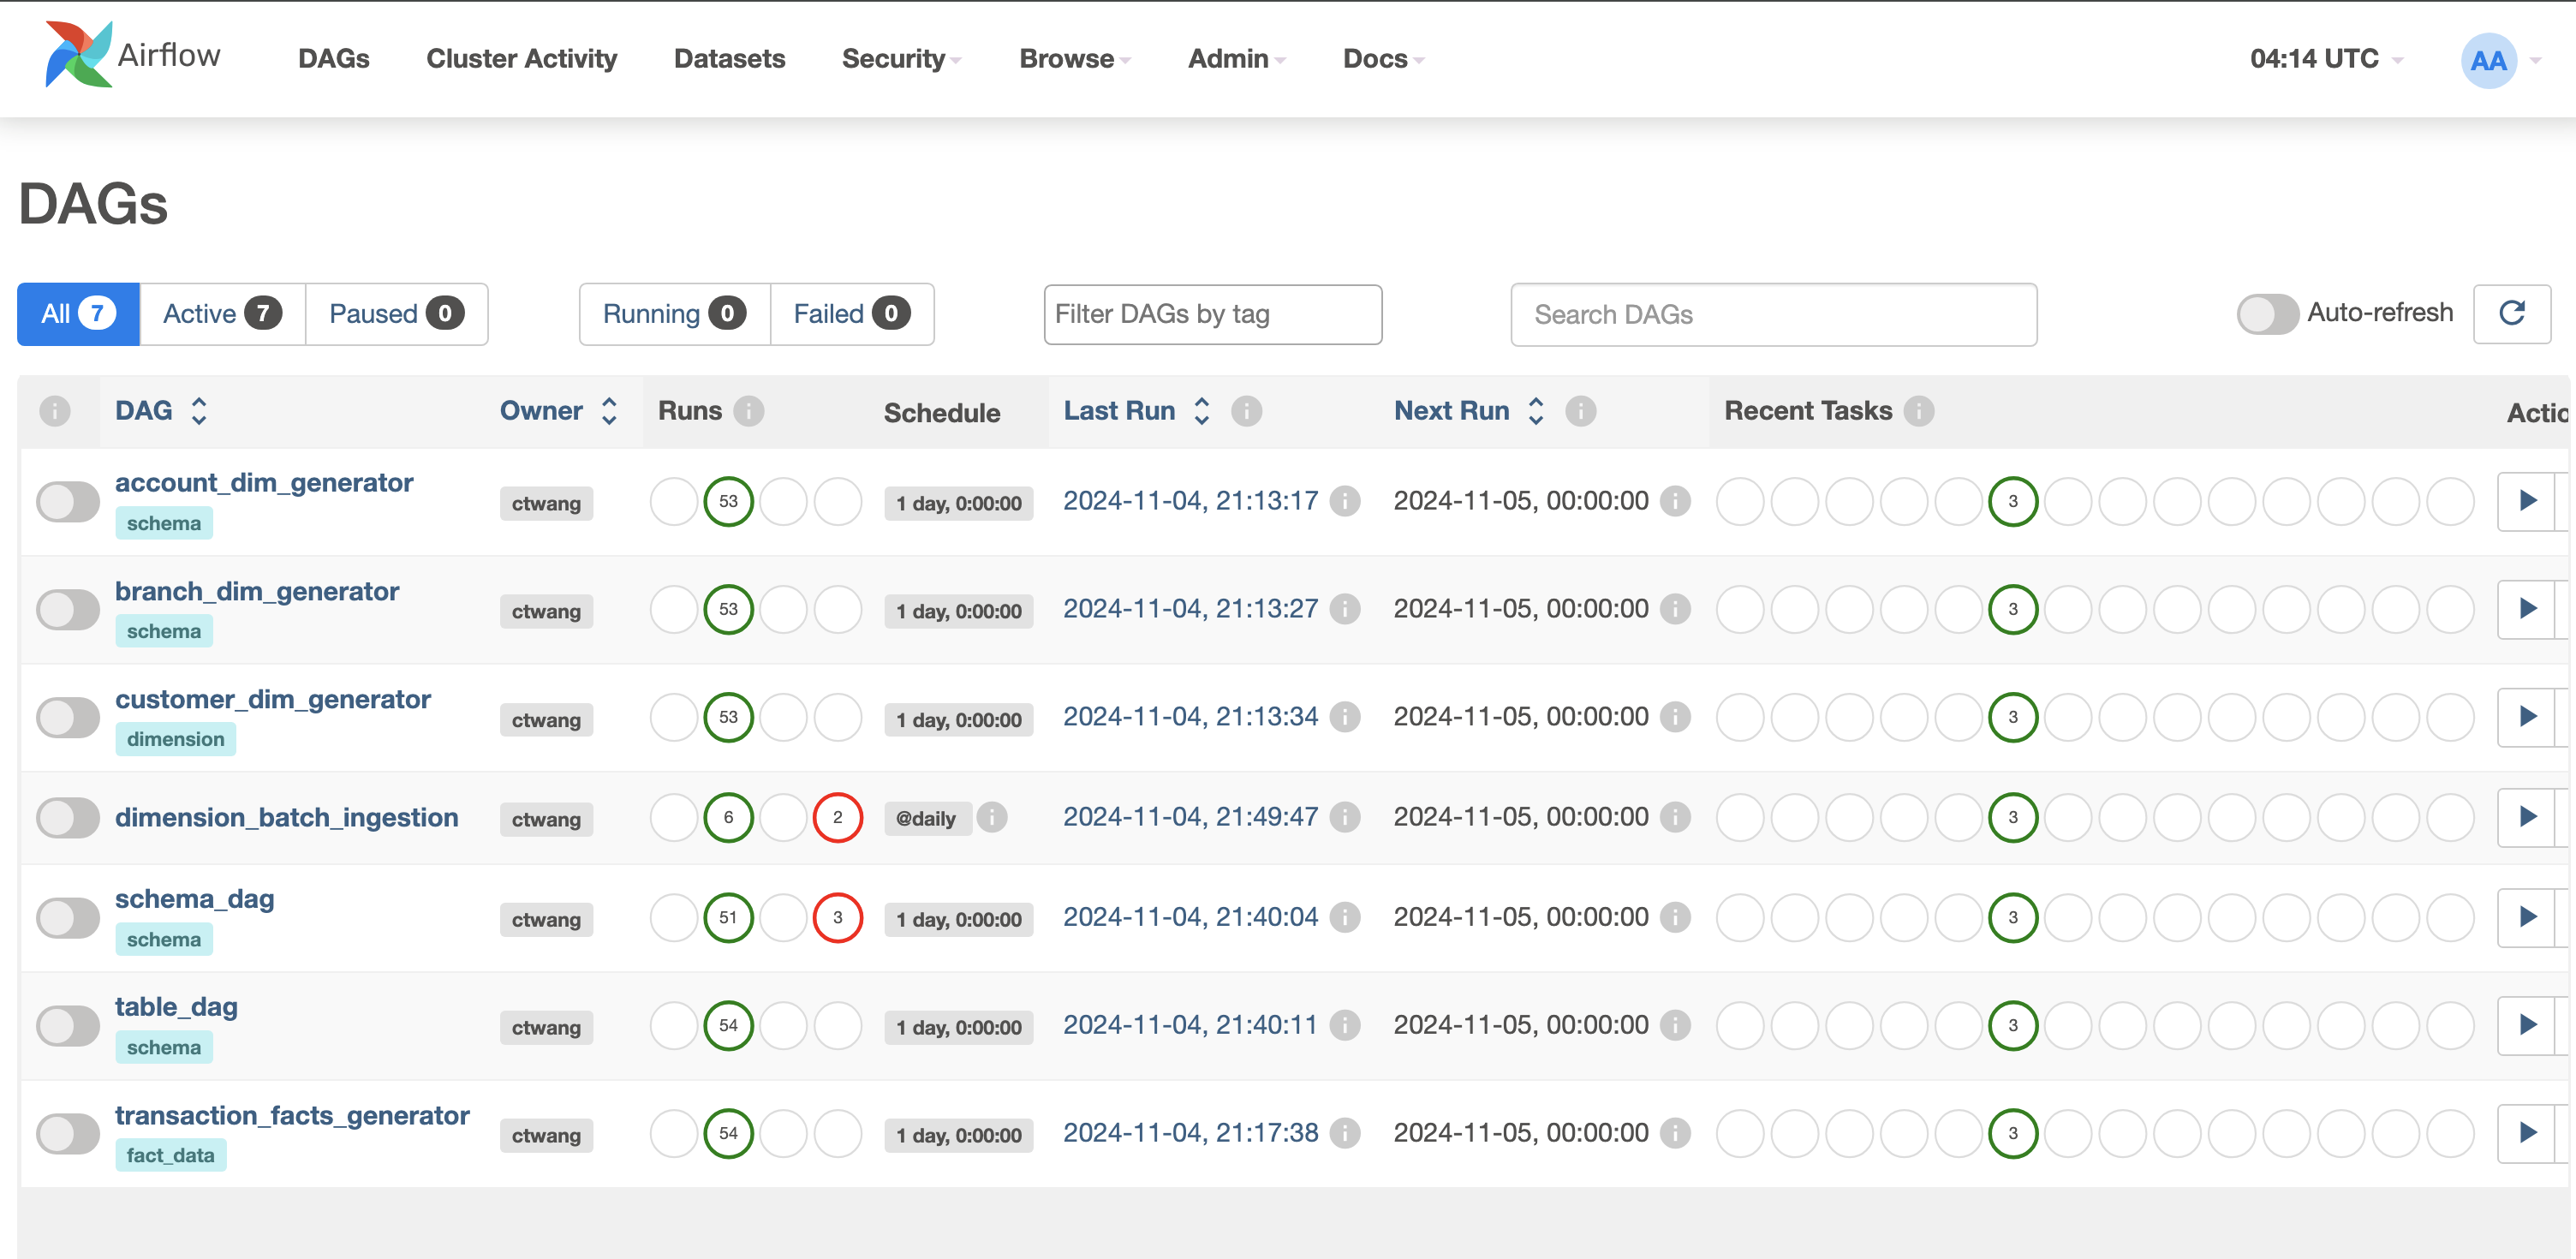 Airflow DAGs Cluster Activity Datasets Security Browse Admin Docs 04:14 UTC AA
DAGs
All 7 Active 7 Paused 0 Running 0 Failed 0 Filter DAGs by tag Search DAGs Auto-refresh
DAG Owner Runs Schedule Last Run Next Run Recent Tasks
account_dim_generator
schema
ctwang 53 1 day, 0:00:00 2024-11-04, 21:13:17 2024-11-05, 00:00:00 3
branch_dim_generator
schema
ctwang 53 1 day, 0:00:00 2024-11-04, 21:13:27 2024-11-05, 00:00:00 3
customer_dim_generator
dimension
ctwang 53 1 day, 0:00:00 2024-11-04, 21:13:34 2024-11-05, 00:00:00 3
dimension_batch_ingestion ctwang 6 2 @daily 2024-11-04, 21:49:47 2024-11-05, 00:00:00 3
schema_dag
schema
ctwang 51 3 1 day, 0:00:00 2024-11-04, 21:40:04 2024-11-05, 00:00:00 3
table_dag
schema
ctwang 54 1 day, 0:00:00 2024-11-04, 21:40:11 2024-11-05, 00:00:00 3
transaction_facts_generator
fact_data
ctwang 54 1 day, 0:00:00 2024-11-04, 21:17:38 2024-11-05, 00:00:00 3